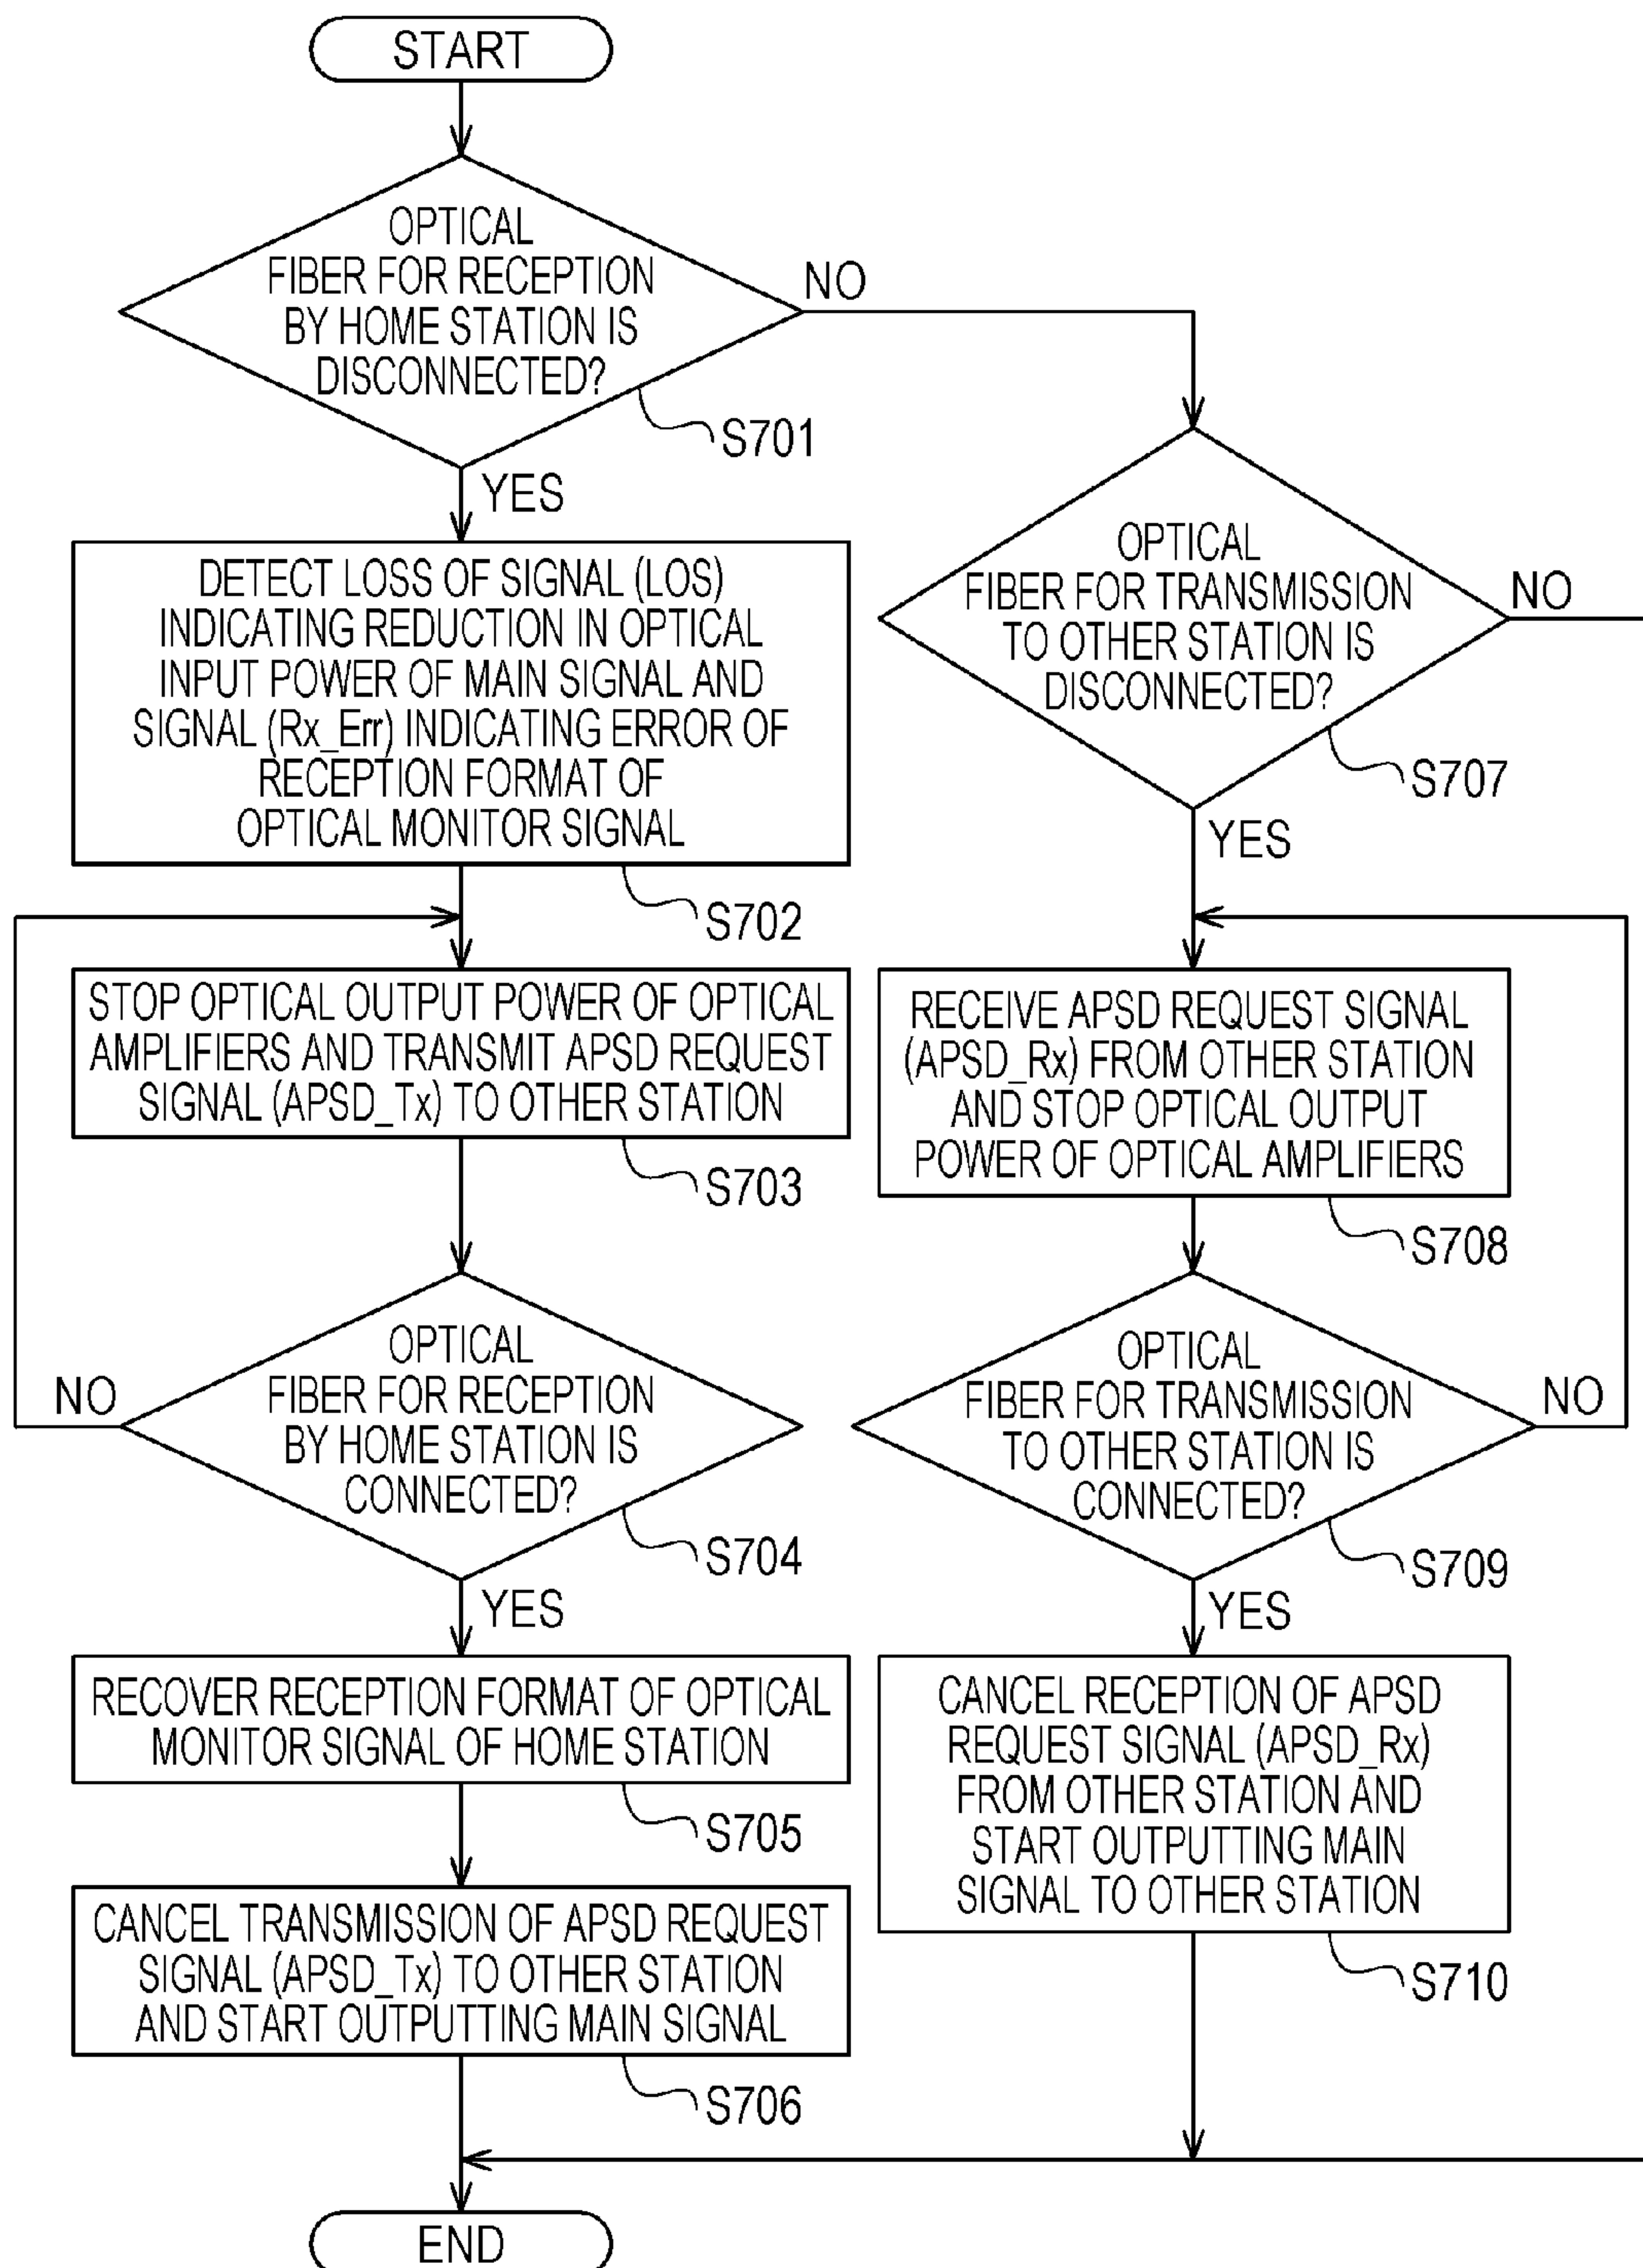 START
OPTICAL
FIBER FOR RECEPTION
BY HOME STATION IS
DISCONNECTED?
NO
S701
YES
DETECT LOSS OF SIGNAL (LOS)
INDICATING REDUCTION IN OPTICAL
INPUT POWER OF MAIN SIGNAL AND
SIGNAL (Rx_Err) INDICATING ERROR OF
RECEPTION FORMAT OF
OPTICAL MONITOR SIGNAL
S702
STOP OPTICAL OUTPUT POWER OF OPTICAL
AMPLIFIERS AND TRANSMIT APSD REQUEST
SIGNAL (APSD_Tx) TO OTHER STATION
S703
OPTICAL
FIBER FOR RECEPTION
BY HOME STATION IS
CONNECTED?
NO
S704
YES
RECOVER RECEPTION FORMAT OF OPTICAL
MONITOR SIGNAL OF HOME STATION
S705
CANCEL TRANSMISSION OF APSD REQUEST
SIGNAL (APSD_Tx) TO OTHER STATION
AND START OUTPUTTING MAIN SIGNAL
S706
OPTICAL
FIBER FOR TRANSMISSION
TO OTHER STATION IS
DISCONNECTED?
NO
S707
YES
RECEIVE APSD REQUEST SIGNAL
(APSD_Rx) FROM OTHER STATION
AND STOP OPTICAL OUTPUT
POWER OF OPTICAL AMPLIFIERS
S708
OPTICAL
FIBER FOR TRANSMISSION
TO OTHER STATION IS
CONNECTED?
NO
S709
YES
CANCEL RECEPTION OF APSD
REQUEST SIGNAL (APSD_Rx)
FROM OTHER STATION AND
START OUTPUTTING MAIN
SIGNAL TO OTHER STATION
S710
END